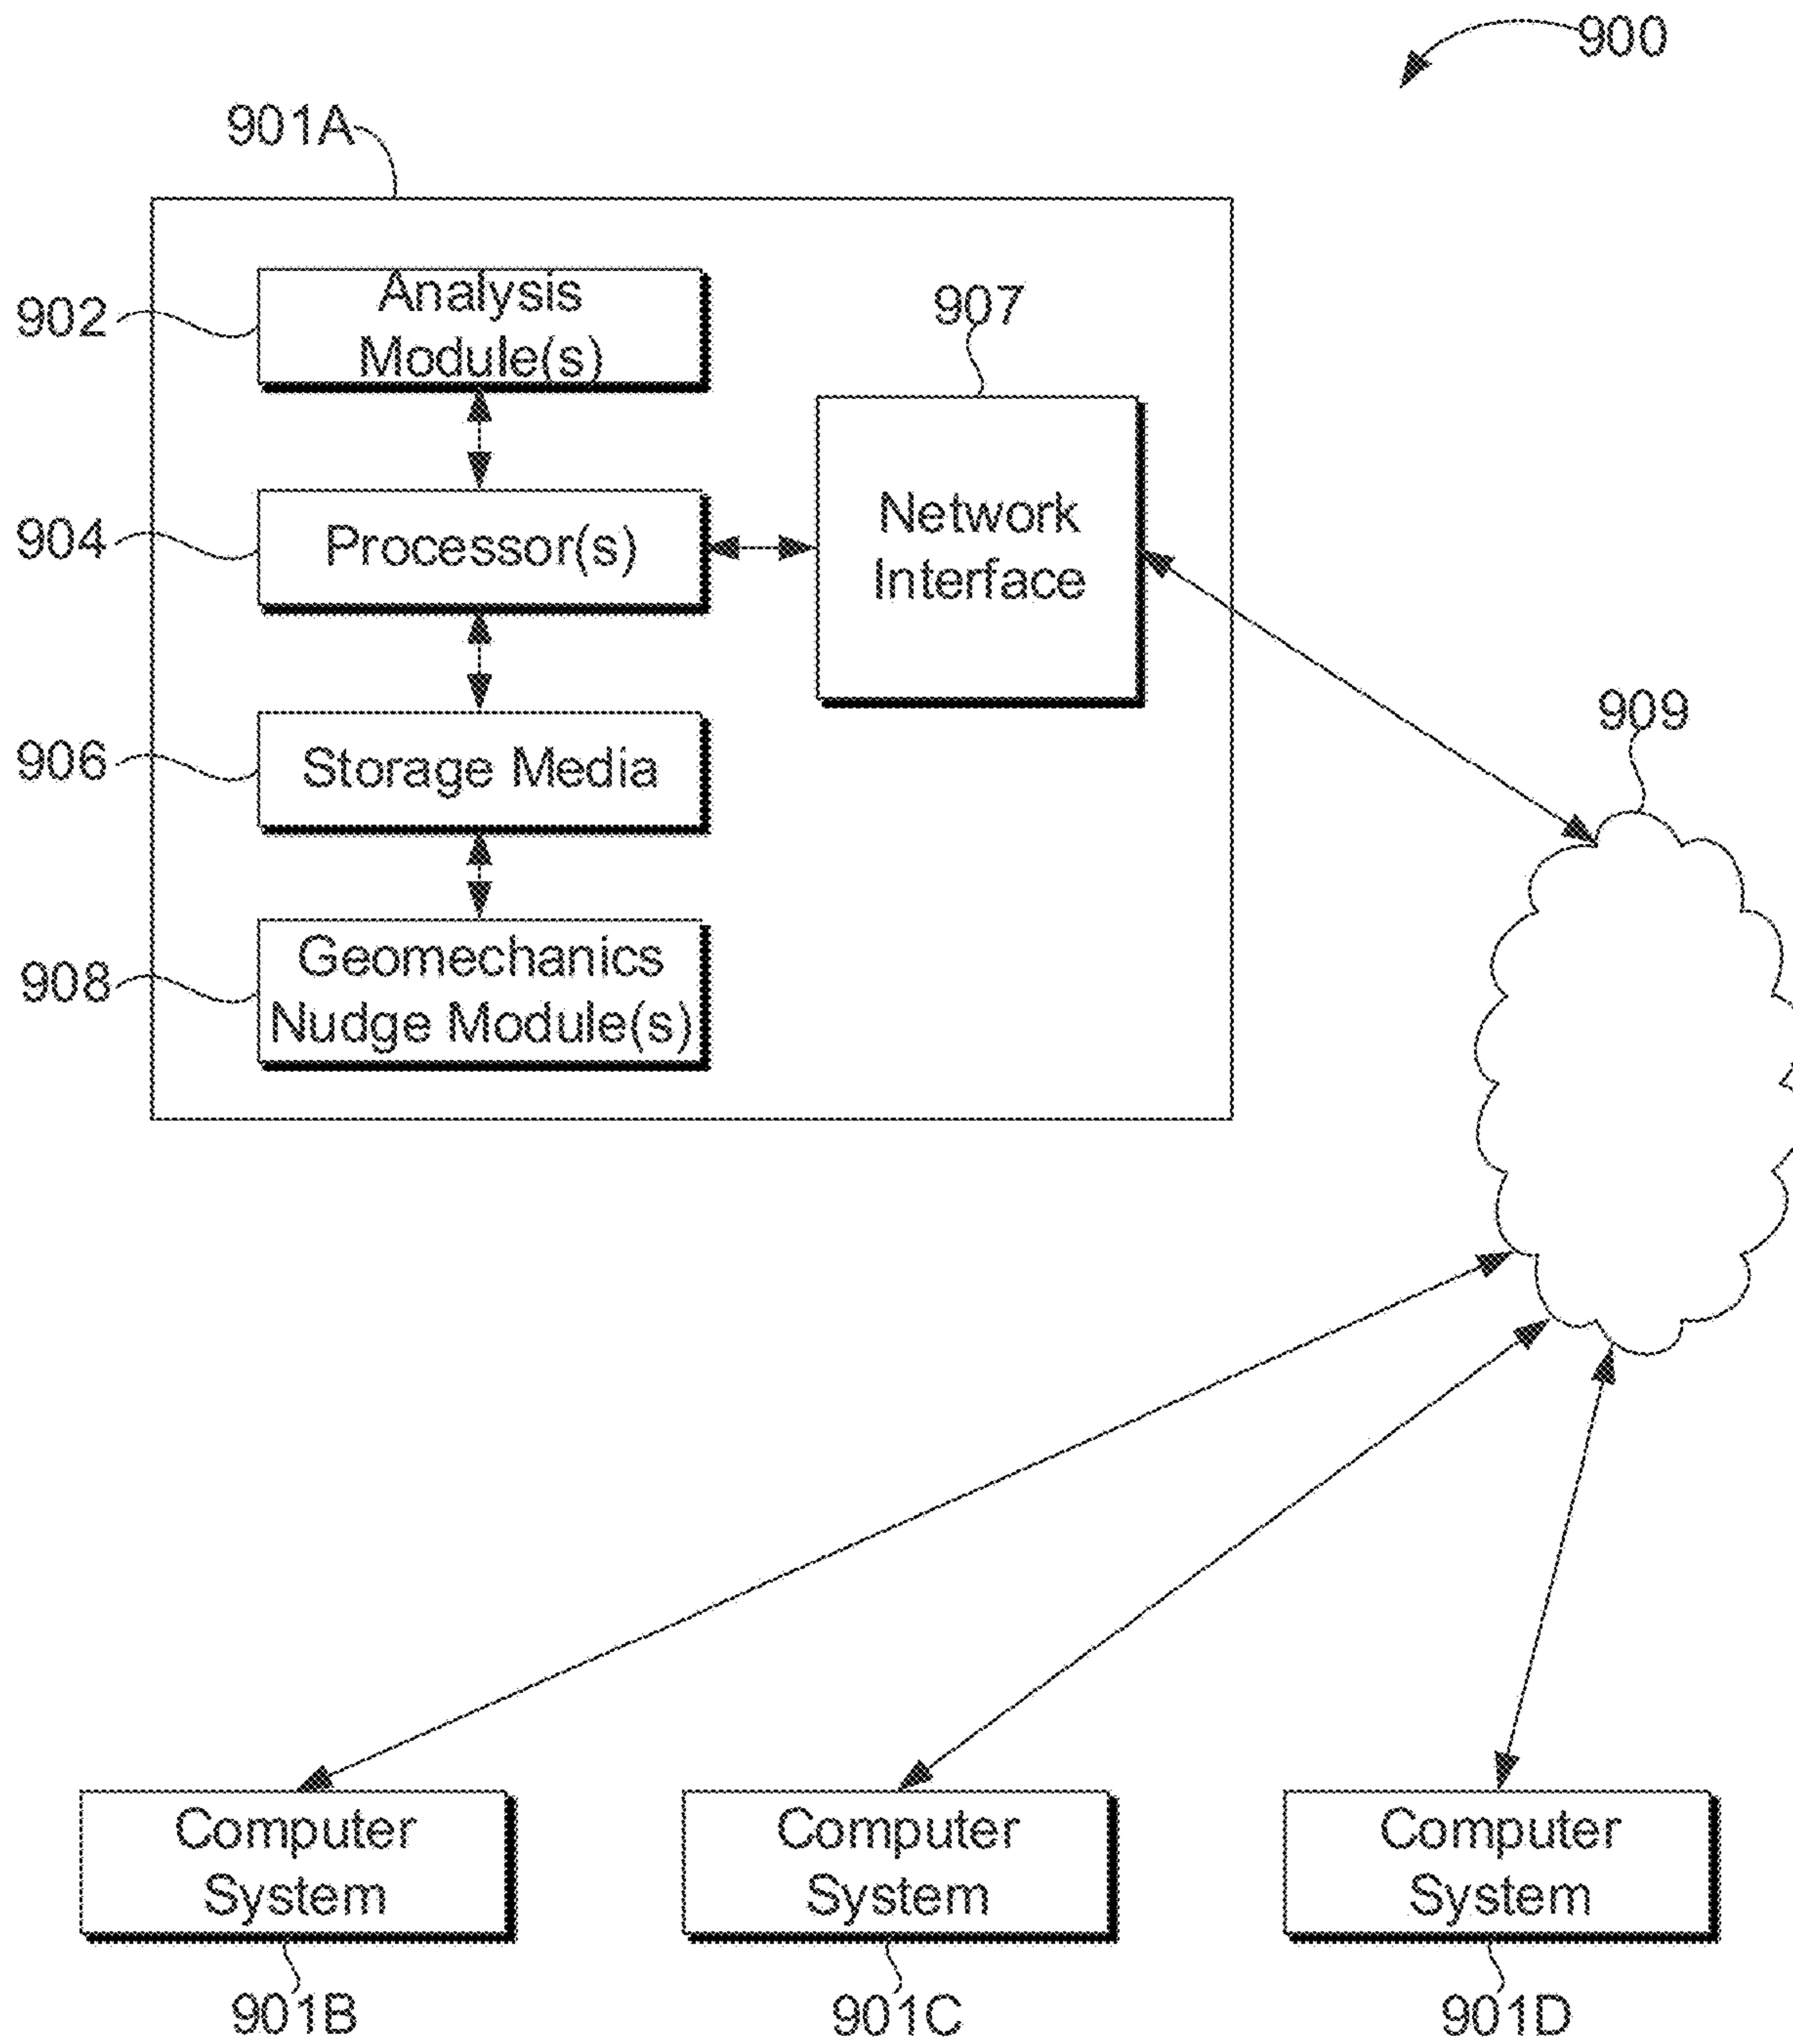 900
901A
902
Analysis
Module(s)
907
904
Processor(s)
Network
Interface
906
Storage Media
909
908
Geomechanics
Nudge Module(s)
Computer
System
Computer
System
Computer
System
901B
901C
901D